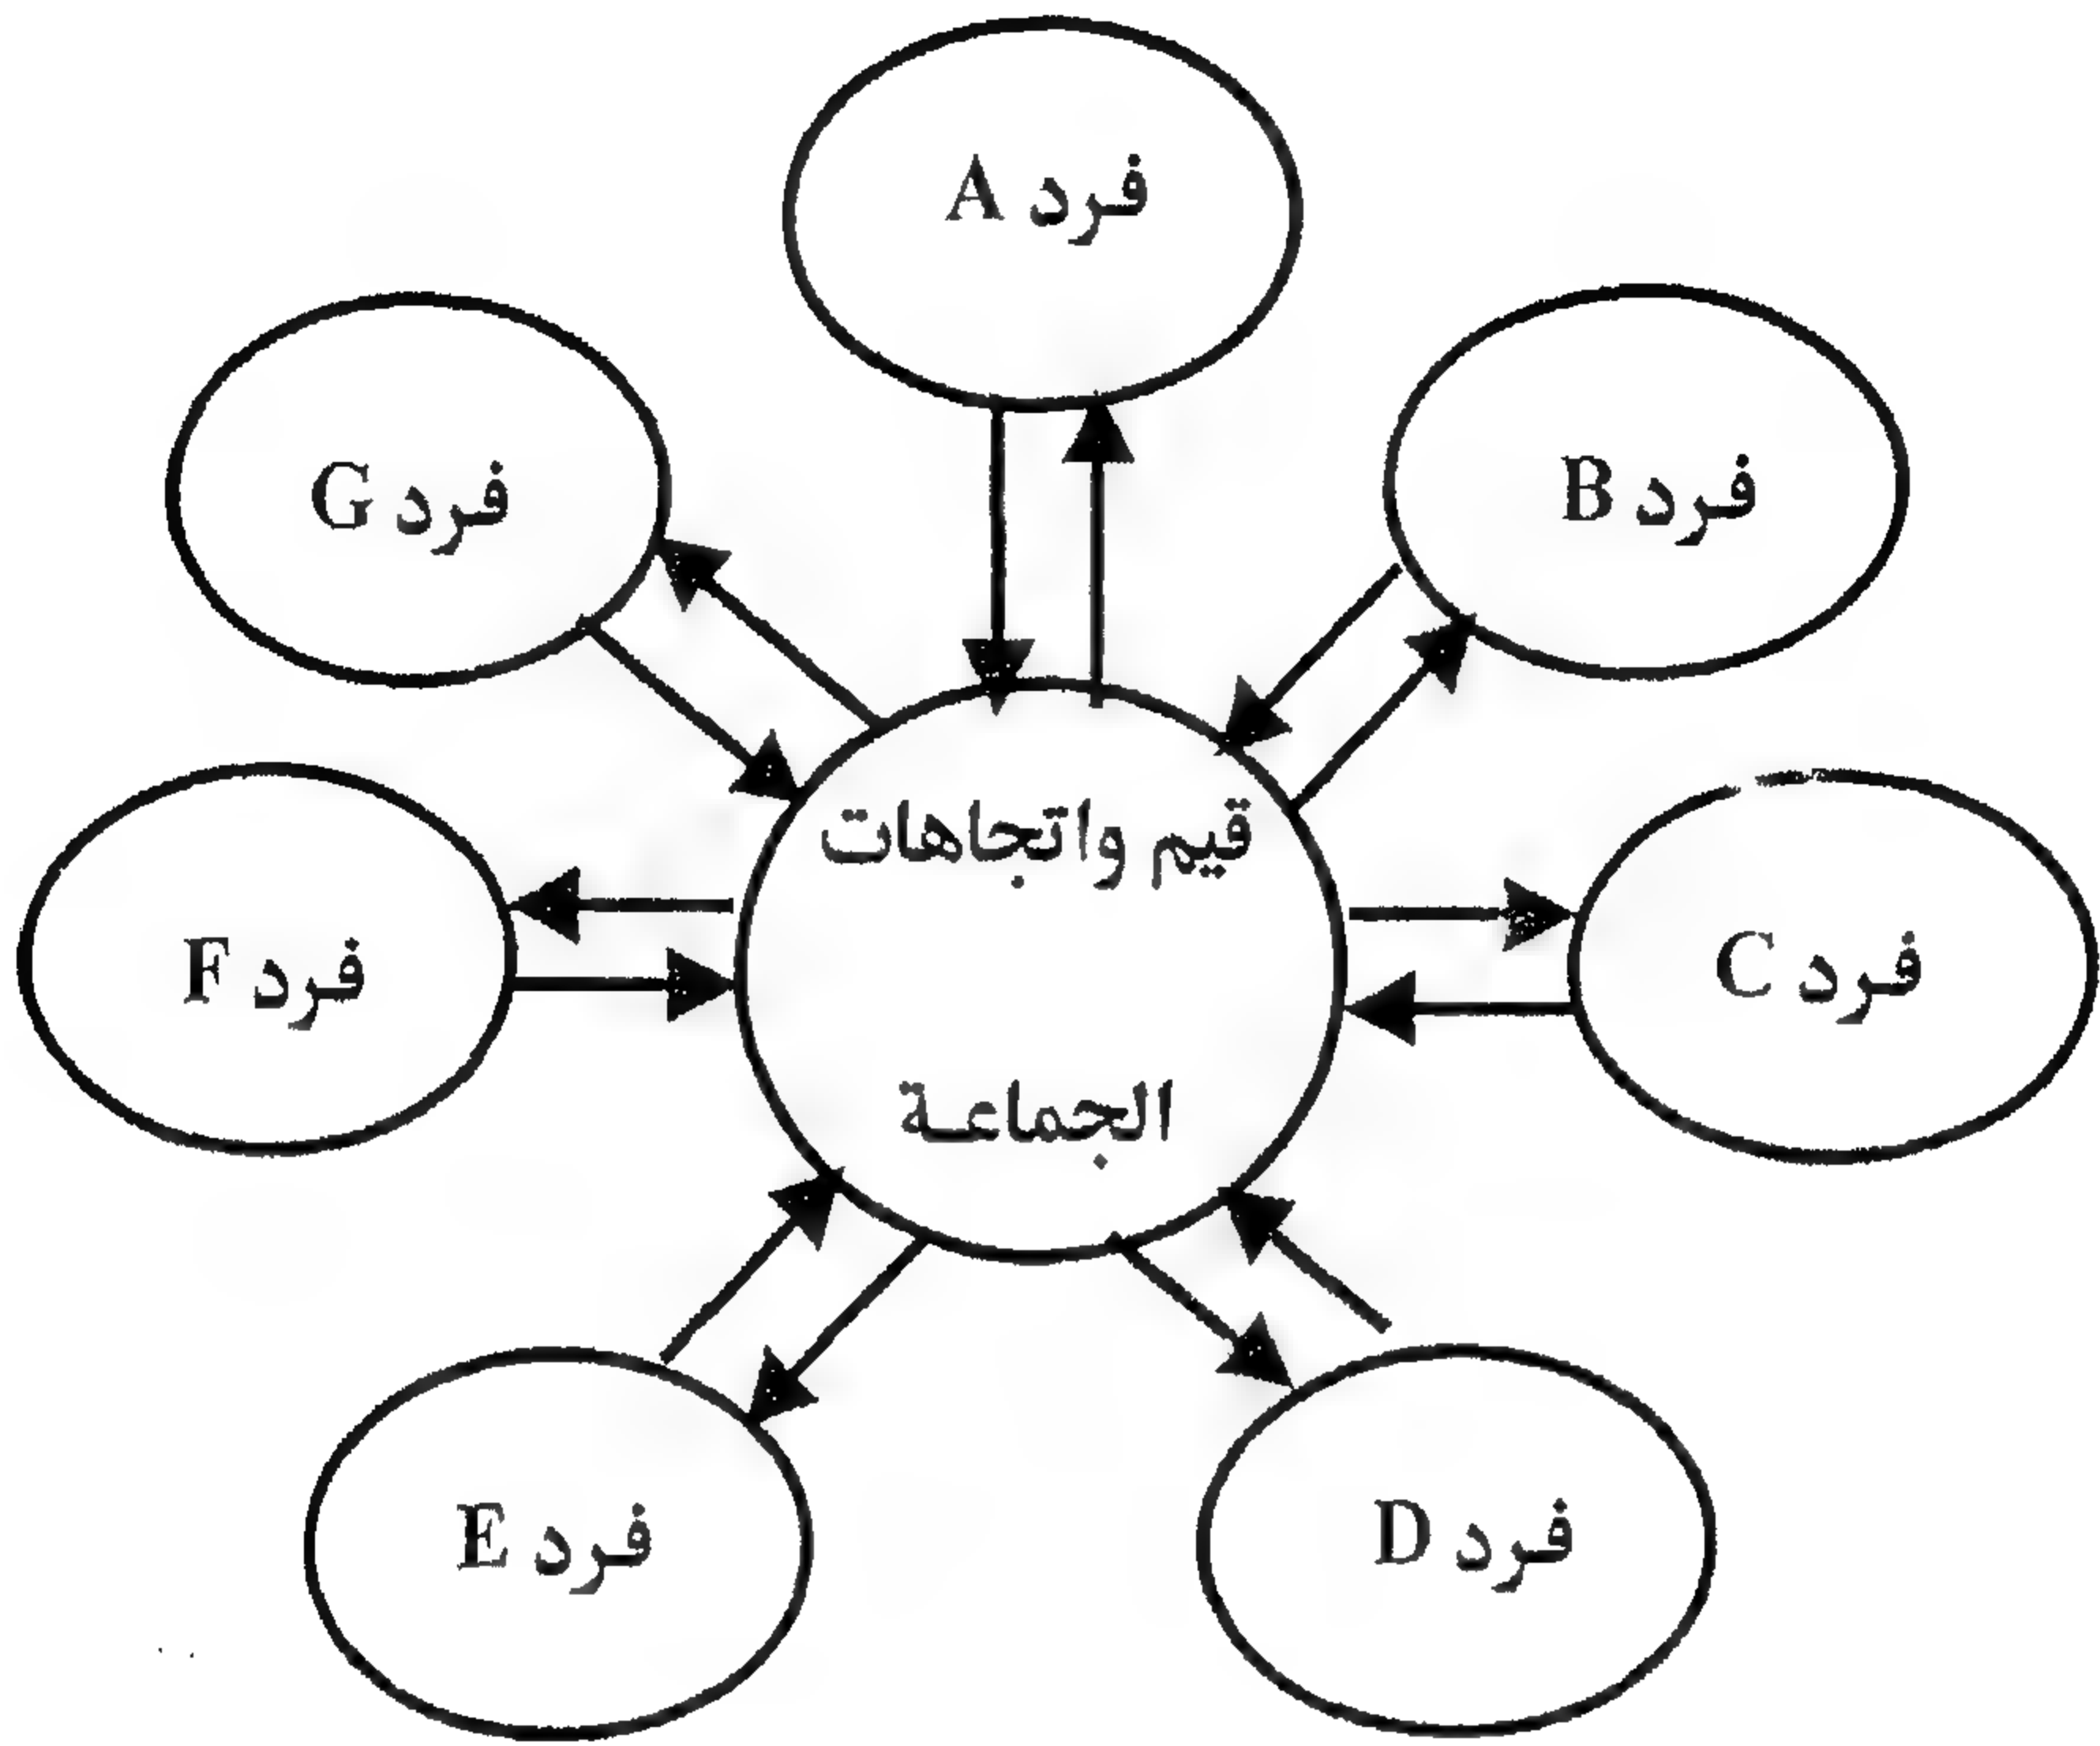 فرد A
فرد B
فرد G
قيم واتجاهات
الجماعة
فرد C
فرد F
فرد D
فرد E